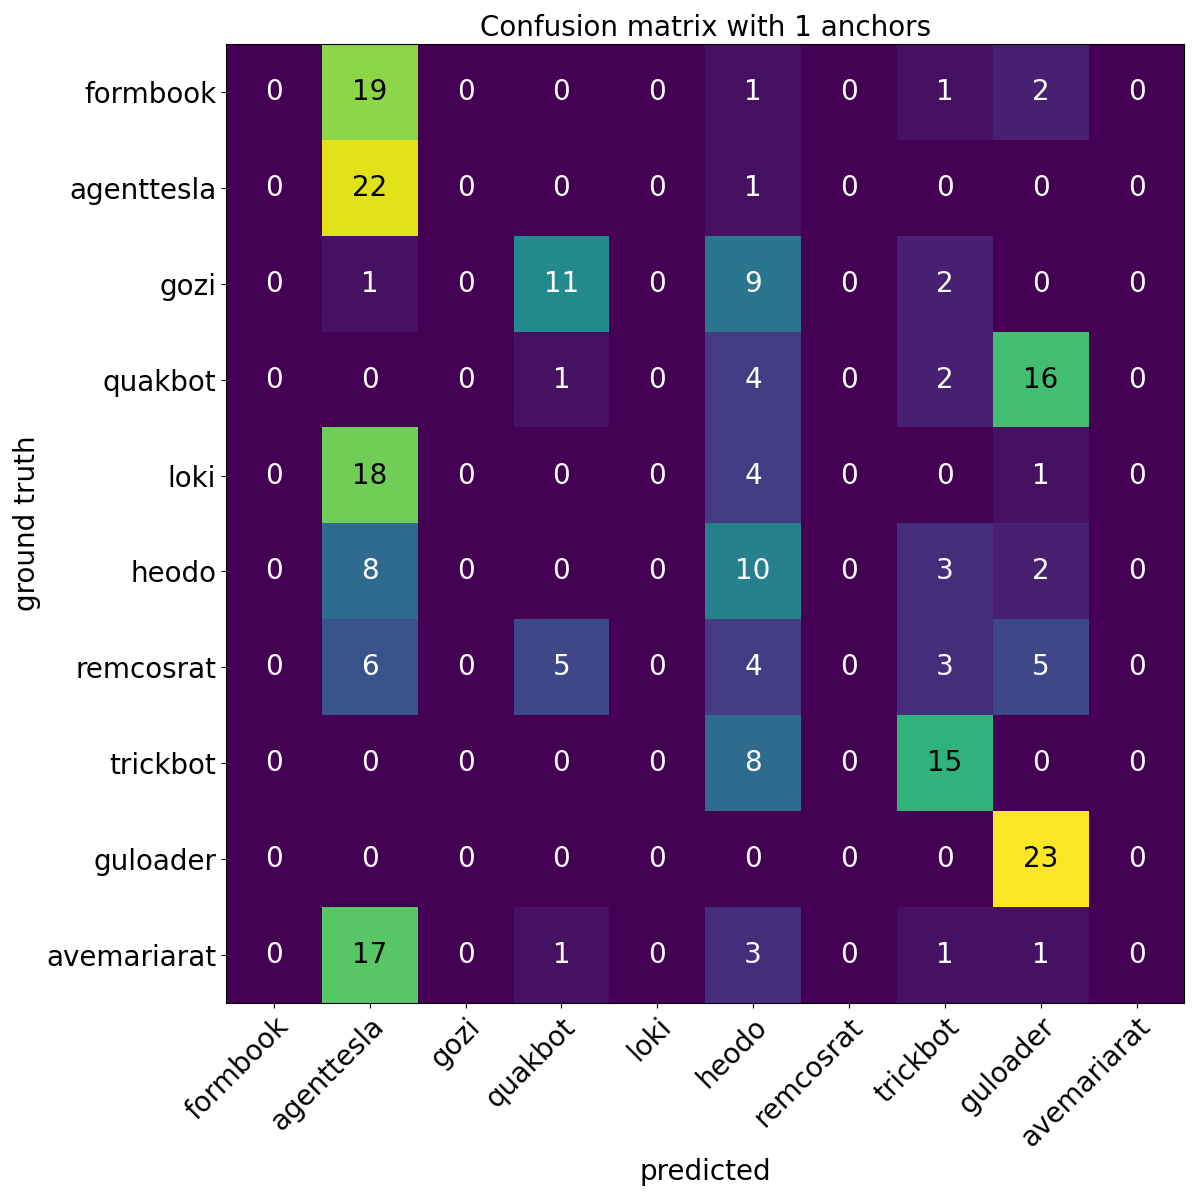 Confusion matrix with 1 anchors
formbook 0 19 0 0 0 1 0 1 2 0
agenttesla 0 22 0 0 0 1 0 0 0 0
gozi 0 1 0 11 0 9 0 2 0 0
quakbot 0 0 0 1 0 4 0 2 16 0
loki 0 18 0 0 0 4 0 0 1 0
heodo 0 8 0 0 0 10 0 3 2 0
remcosrat 0 6 0 5 0 4 0 3 5 0
trickbot 0 0 0 0 0 8 0 15 0 0
guloader 0 0 0 0 0 0 0 0 23 0
avemariarat 0 17 0 1 0 3 0 1 1 0
ground truth
formbook agenttesla gozi quakbot loki heodo remcosrat trickbot guloader avemariarat
predicted